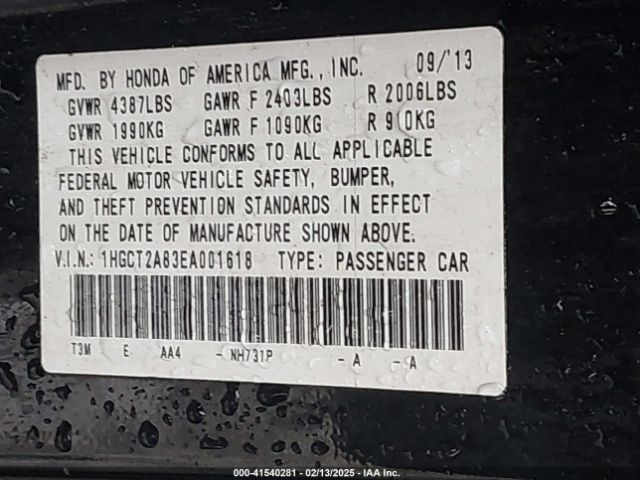 MFD. BY HONDA OF AMERICA MFG., INC. 09/'13
GVWR 4387LBS GAWR F 2403LBS R 2006LBS
GVWR 1990KG GAWR F 1090KG R 910KG
THIS VEHICLE CONFORMS TO ALL APPLICABLE
FEDERAL MOTOR VEHICLE SAFETY, BUMPER,
AND THEFT PREVENTION STANDARDS IN EFFECT
ON THE DATE OF MANUFACTURE SHOWN ABOVE.
V.I.N.: 1HGCT2A83EA001618 TYPE: PASSENGER CAR
T3M E AA4 - NH731P - A - A
000-41540281 - 02/13/2025 - IAA Inc.